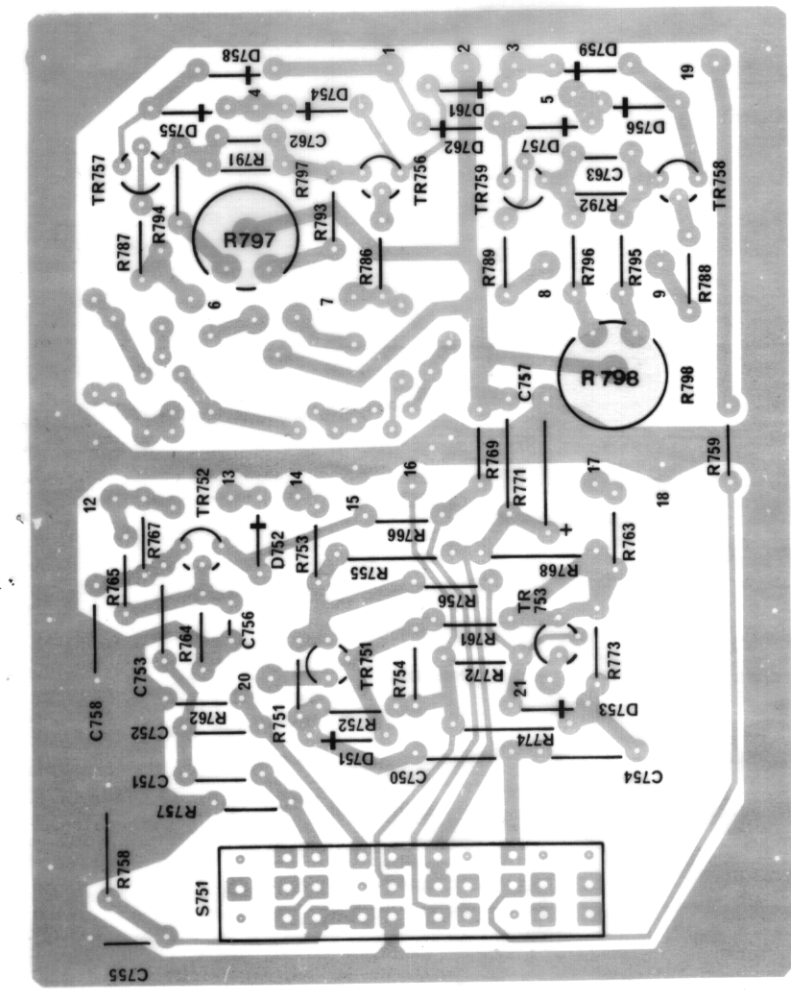 D758
1
2
3
D759
19
4
D754
D755
D761
5
D756
D762
D757
C762
TR757
R791
R797
TR756
TR759
C763
R792
TR758
R787
R794
R797
R793
R786
R789
R796
R795
R788
6
7
8
9
C757
R798
R798
12
TR752
13
14
16
R769
R771
17
R759
18
15
R767
R765
D752
R753
R766
R755
+
R768
R763
R756
TR753
C758
C753
R764
C756
TR751
R754
R761
R772
R773
20
R751
21
D753
C752
R762
R752
D751
R774
C751
C750
C754
R757
R758
S751
C755